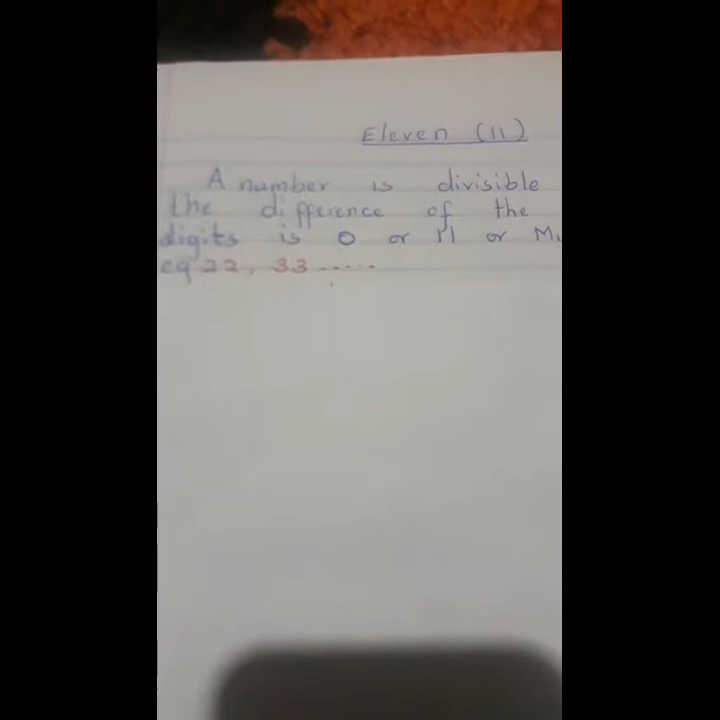 Eleven (11)
A number is divisible
the difference of the
digits is 0 or 11 or
eg 22, 33.....